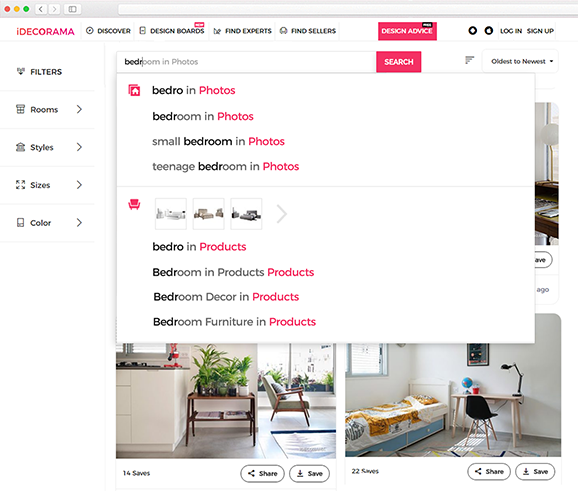 iDECORAMA DISCOVER DESIGN BOARDS NEW FIND EXPERTS FIND SELLERS DESIGN ADVICE FREE LOG IN SIGN UP
FILTERS
Rooms
Styles
Sizes
Color
bedroom in Photos SEARCH Oldest to Newest
bedro in Photos
bedroom in Photos
small bedroom in Photos
teenage bedroom in Photos
bedro in Products
Bedroom in Products Products
Bedroom Decor in Products
Bedroom Furniture in Products
Save
ago
14 Saves Share Save
22 Saves Share Save